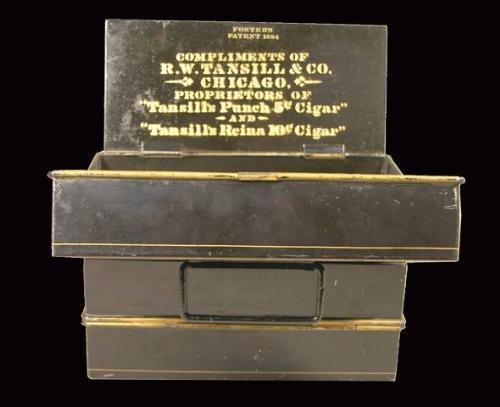 FOSTER'S
PATENT 1884
COMPLIMENTS OF
R.W. TANSILL & CO.
CHICAGO,
PROPRIETORS OF
"Tansill's Punch 5¢ Cigar"
— AND —
"Tansill's Reina 10¢ Cigar"